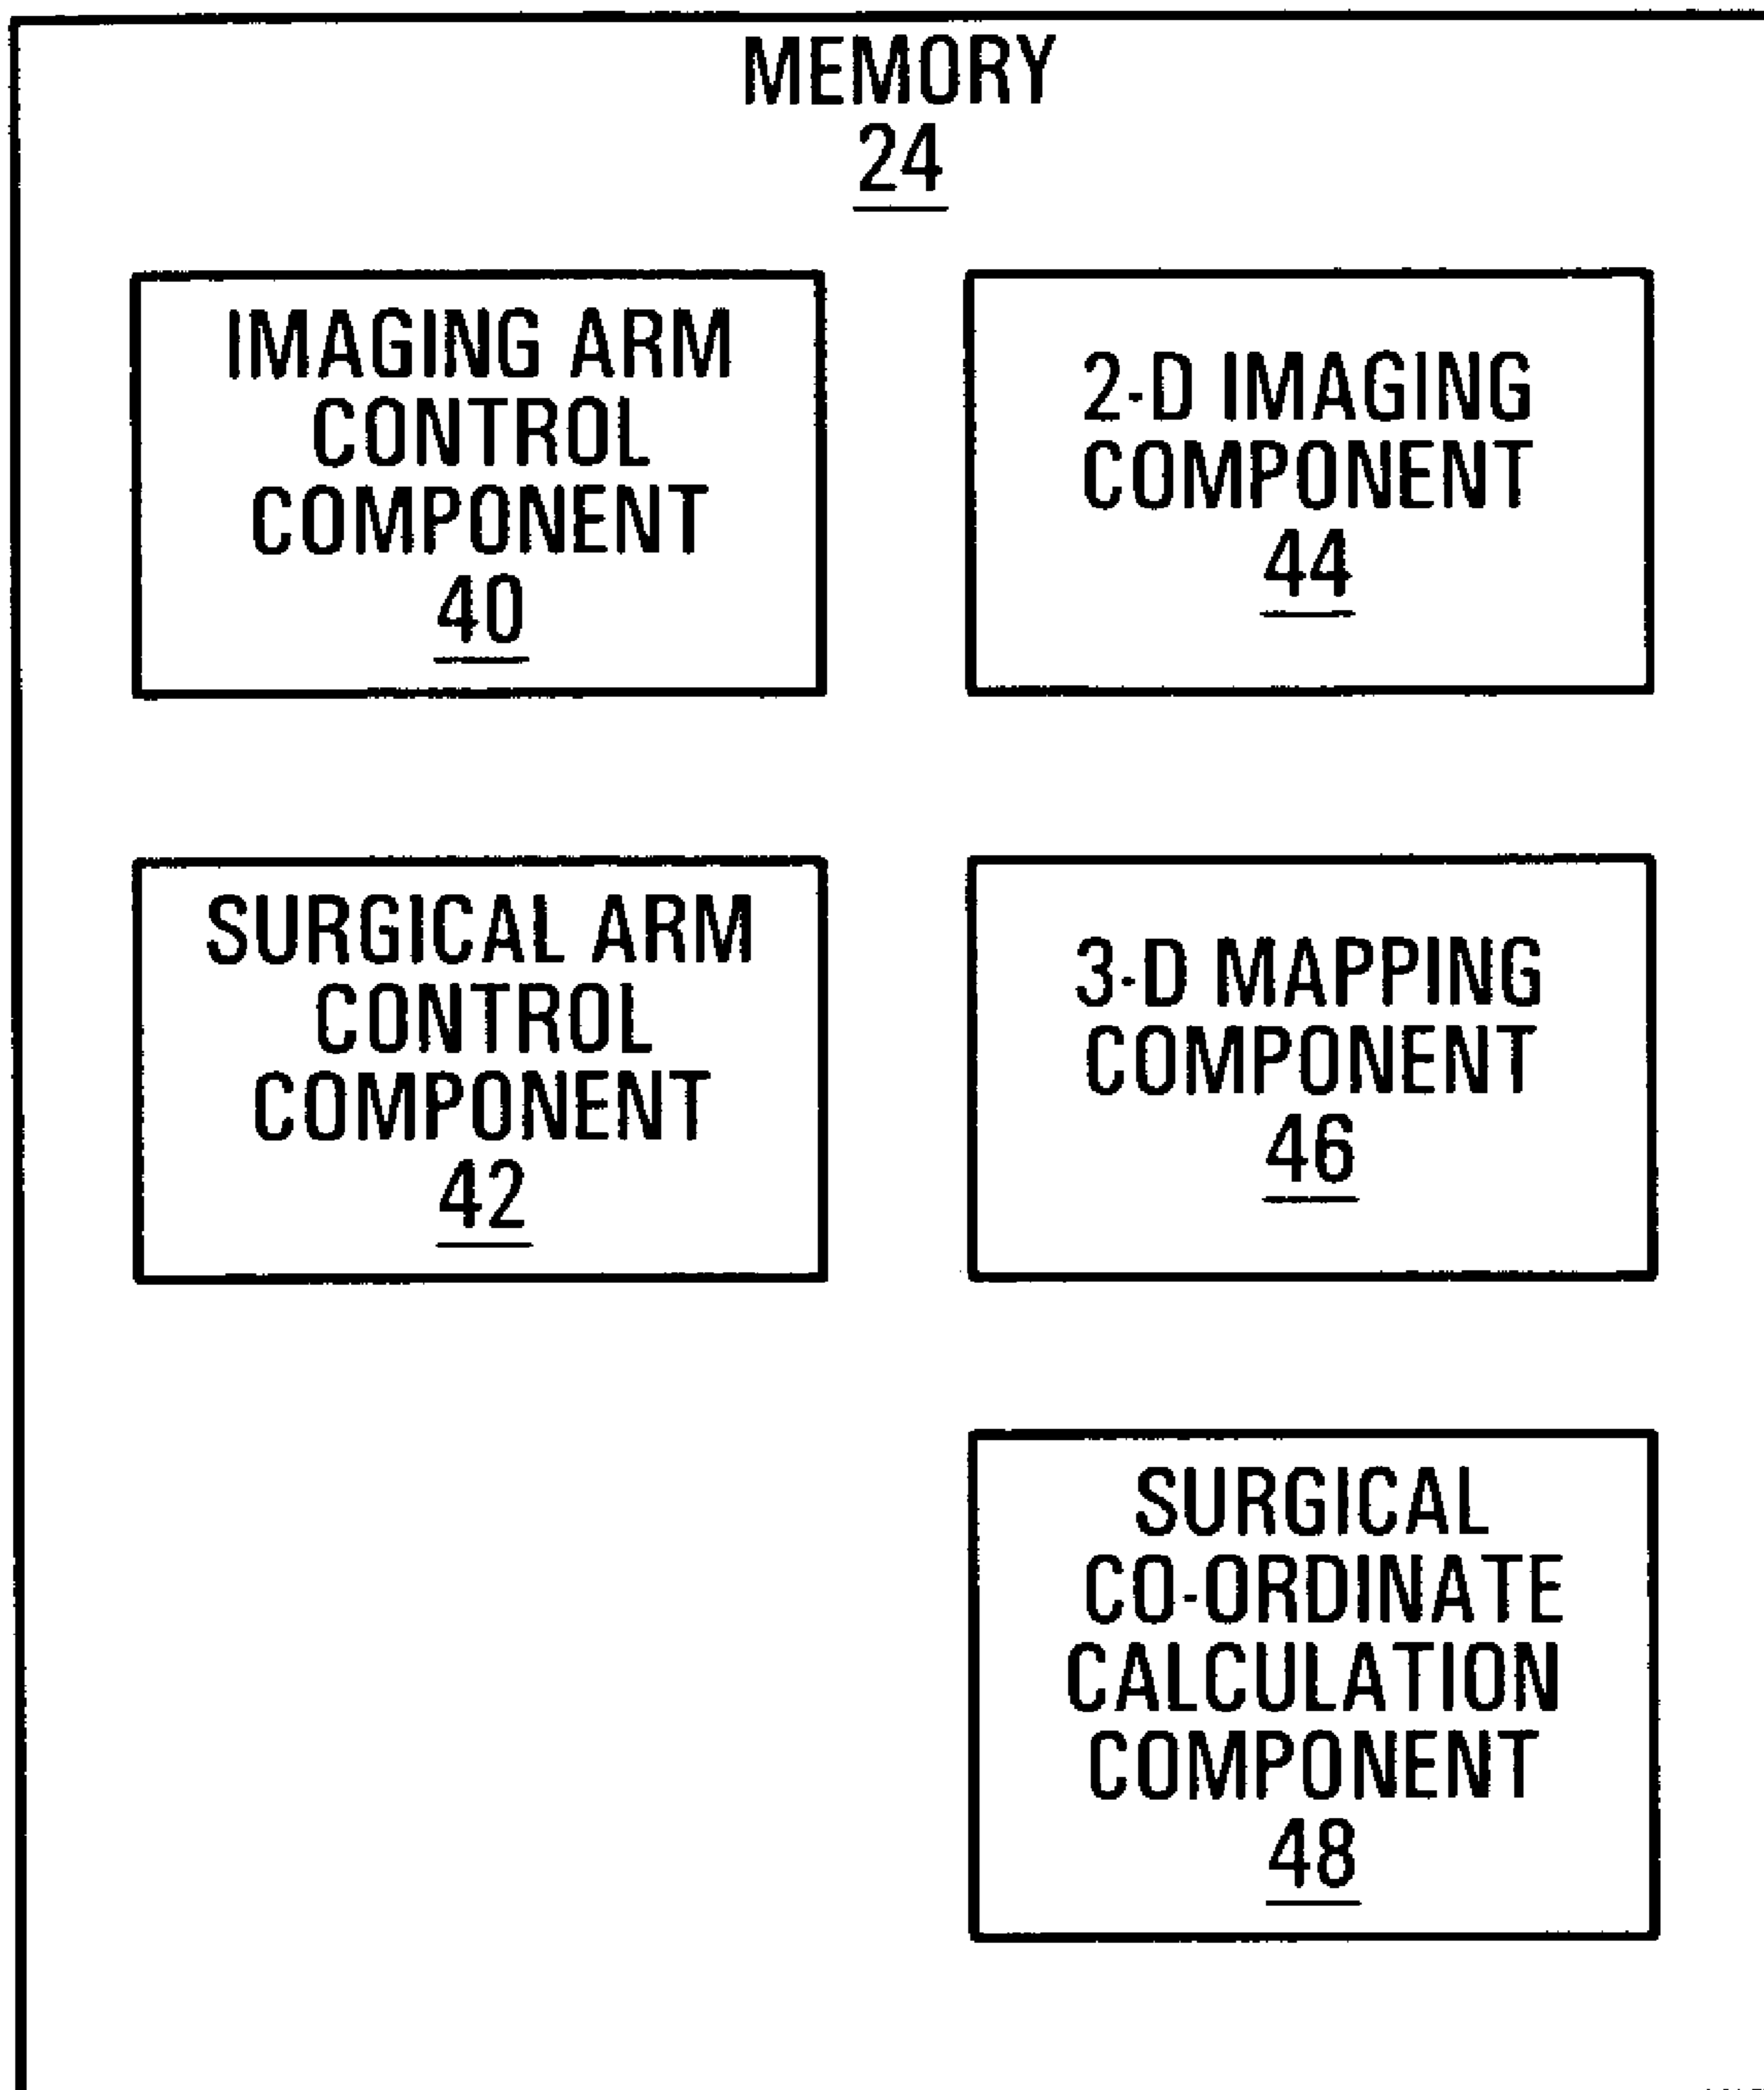 MEMORY
24
IMAGING ARM
CONTROL
COMPONENT
40
2-D IMAGING
COMPONENT
44
SURGICAL ARM
CONTROL
COMPONENT
42
3-D MAPPING
COMPONENT
46
SURGICAL
CO-ORDINATE
CALCULATION
COMPONENT
48